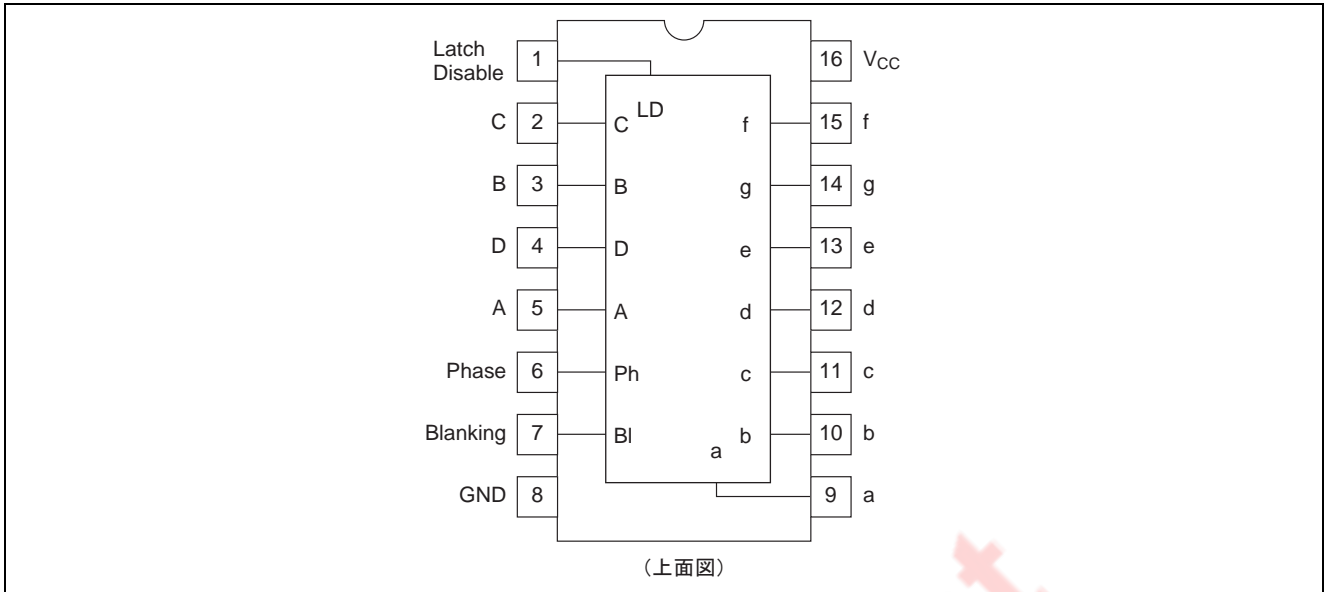 Latch
Disable 1 16 VCC
LD
C 2 C f 15 f
B 3 B g 14 g
D 4 D e 13 e
A 5 A d 12 d
Phase 6 Ph c 11 c
Blanking 7 BI b 10 b
a
GND 8 9 a
(上面図)